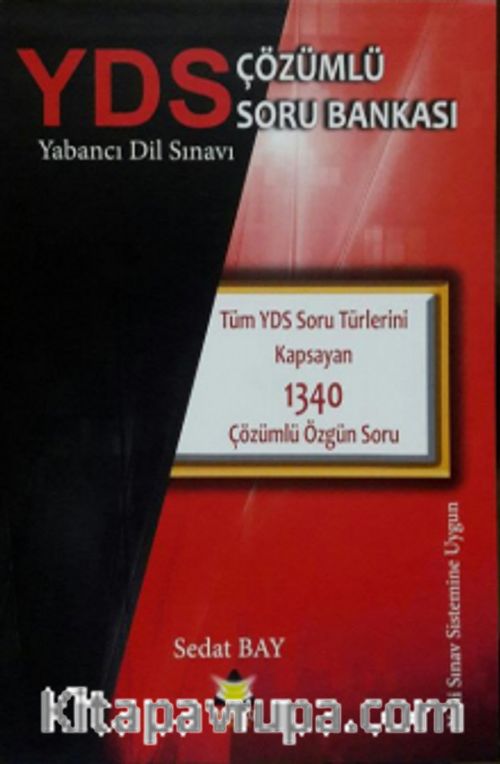 YDS
ÇÖZÜMLÜ
SORU BANKASI
Yabancı Dil Sınavı
Tüm YDS Soru Türlerini
Kapsayan
1340
Çözümlü Özgün Soru
Sınav Sistemine Uygun
Sedat BAY
kitapavrupa.com